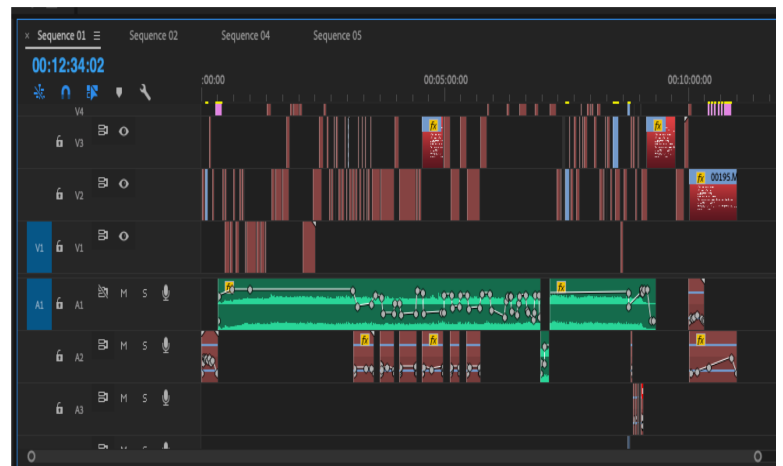 × Sequence 01 ☰ Sequence 02 Sequence 04 Sequence 05
00:12:34:02
:00:00 00:05:00:00 00:10:00:00
V4
V3 fx fx
V2 fx 00195.M
V1 V1
A1 A1 M S fx fx
A2 M S fx fx fx
A3 M S